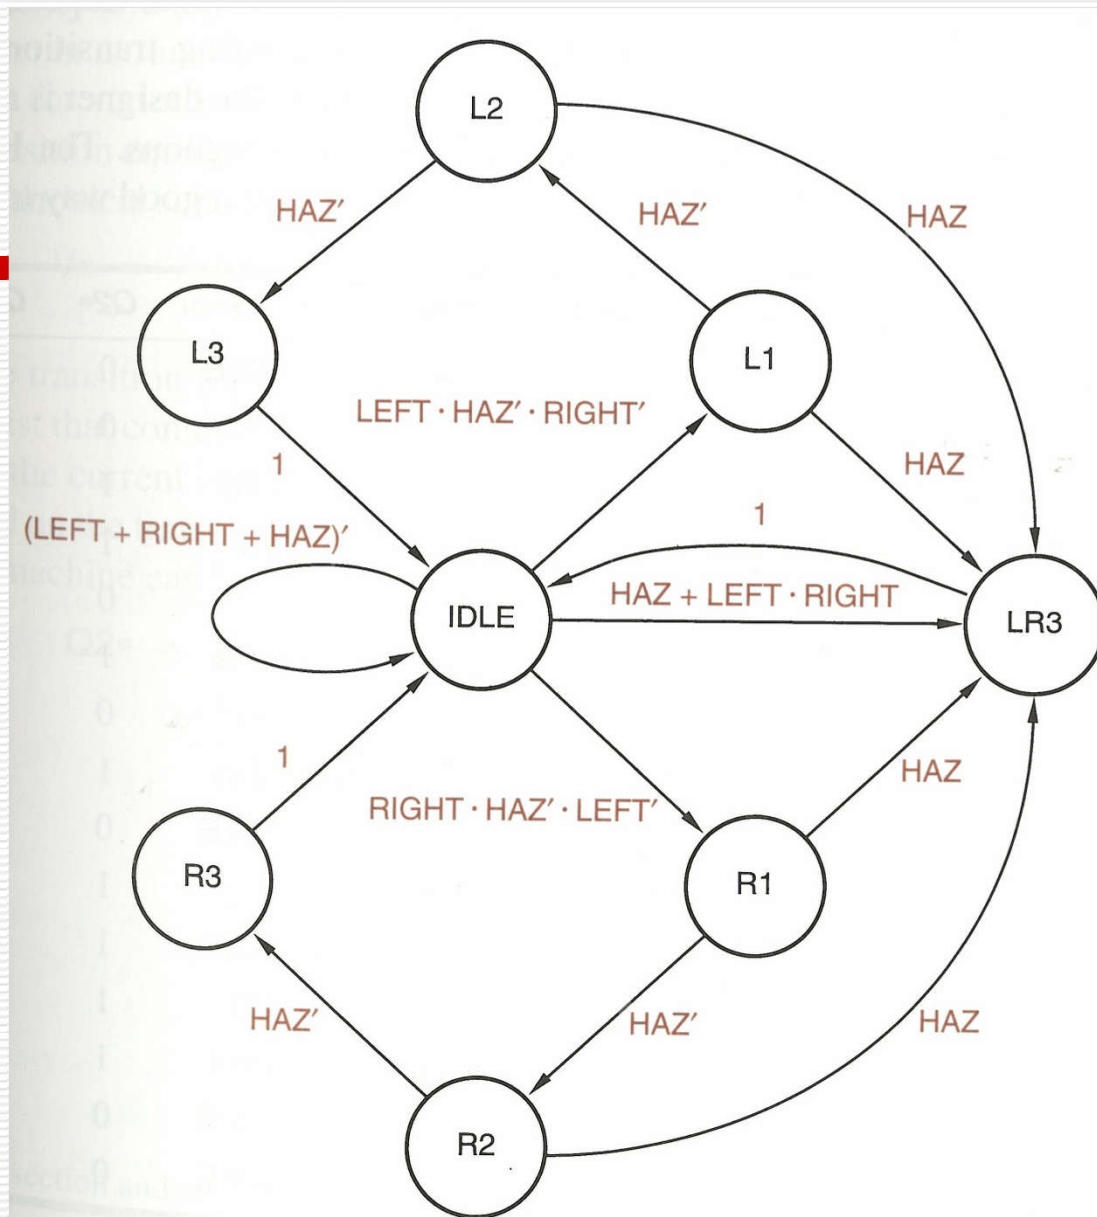 L2
HAZ′
HAZ′
HAZ
L3
L1
LEFT · HAZ′ · RIGHT′
1
HAZ
(LEFT + RIGHT + HAZ)′
1
IDLE
HAZ + LEFT · RIGHT
LR3
1
HAZ
RIGHT · HAZ′ · LEFT′
R3
R1
HAZ′
HAZ′
HAZ
R2